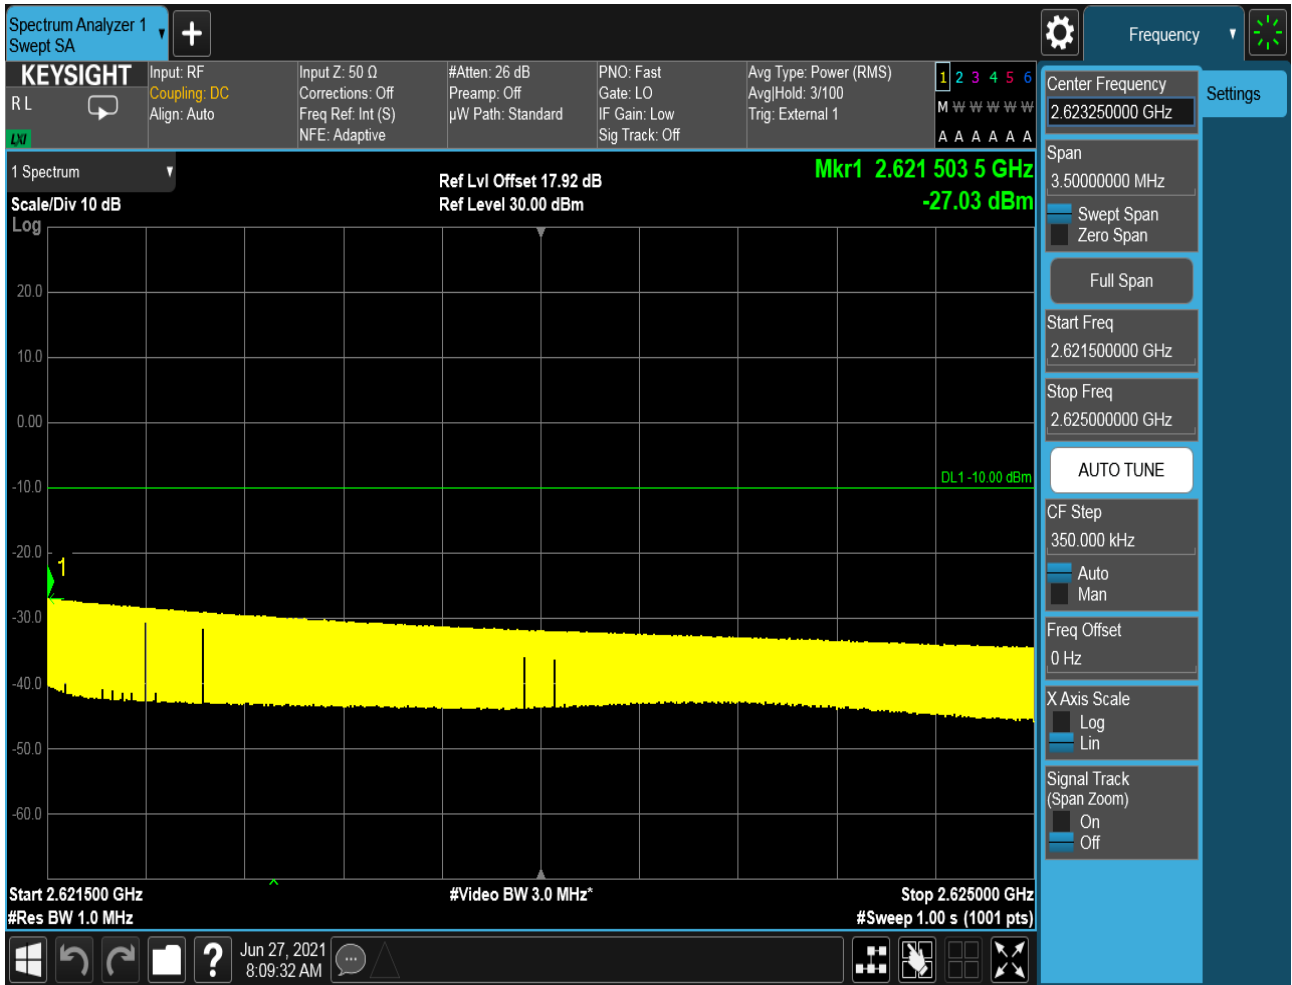 Spectrum Analyzer 1
Swept SA
Frequency
KEYSIGHT
R L
LXI
Input: RF
Coupling: DC
Align: Auto
Input Z: 50 Ω
Corrections: Off
Freq Ref: Int (S)
NFE: Adaptive
#Atten: 26 dB
Preamp: Off
µW Path: Standard
PNO: Fast
Gate: LO
IF Gain: Low
Sig Track: Off
Avg Type: Power (RMS)
Avg|Hold: 3/100
Trig: External 1
1 2 3 4 5 6
M W W W W W
A A A A A A
1 Spectrum
Scale/Div 10 dB
Log
Ref Lvl Offset 17.92 dB
Ref Level 30.00 dBm
Mkr1 2.621 503 5 GHz
-27.03 dBm
20.0
10.0
0.00
-10.0
-20.0
-30.0
-40.0
-50.0
-60.0
DL1 -10.00 dBm
1
Start 2.621500 GHz
#Res BW 1.0 MHz
#Video BW 3.0 MHz*
Stop 2.625000 GHz
#Sweep 1.00 s (1001 pts)
Center Frequency
2.623250000 GHz
Settings
Span
3.50000000 MHz
Swept Span
Zero Span
Full Span
Start Freq
2.621500000 GHz
Stop Freq
2.625000000 GHz
AUTO TUNE
CF Step
350.000 kHz
Auto
Man
Freq Offset
0 Hz
X Axis Scale
Log
Lin
Signal Track
(Span Zoom)
On
Off
?
Jun 27, 2021
8:09:32 AM